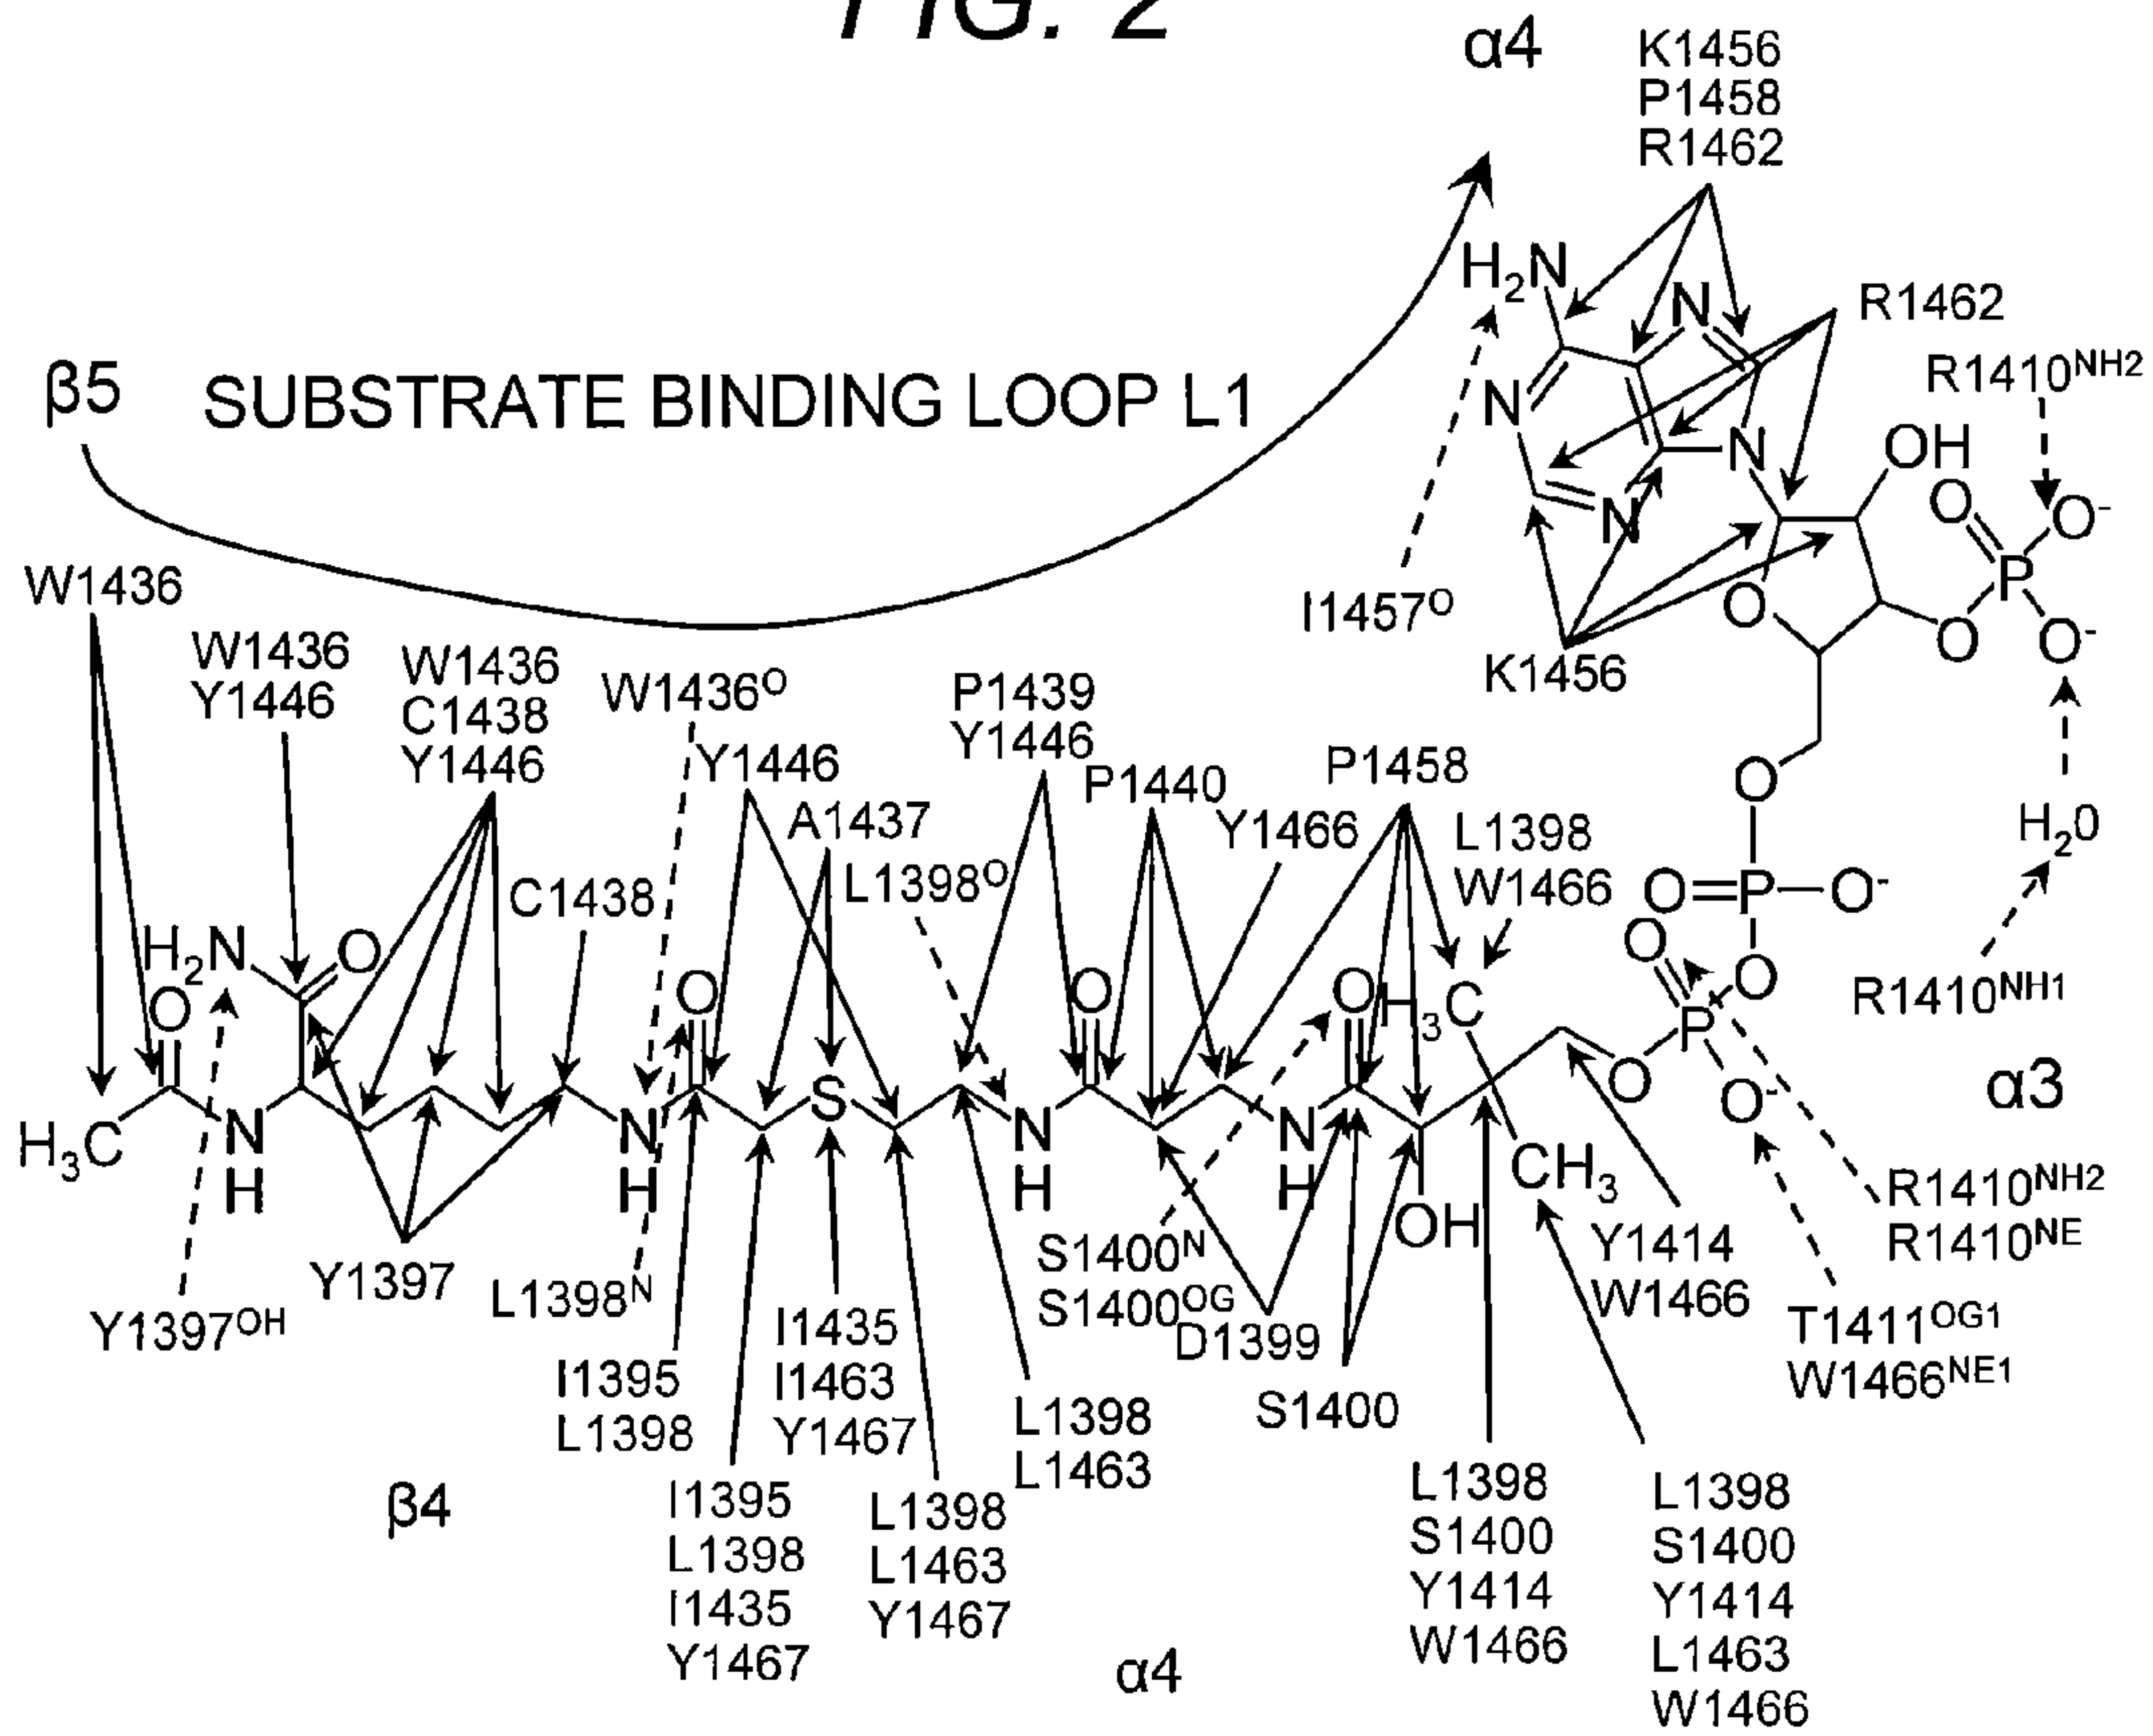 FIG. 2
α4
K1456
P1458
R1462
H2N
N
R1462
R1410NH2
β5
SUBSTRATE BINDING LOOP L1
N
N
OH
O
O-
N
P
I1457O
O
O
O-
K1456
W1436
W1436
Y1446
W1436
C1438
Y1446
W1436O
Y1446
A1437
L1398O
P1439
Y1446
P1440
Y1466
P1458
L1398
W1466
O
H2O
C1438
O=P—O-
O
O
R1410NH1
H2N
O
O
O
O
O
H3C
P
α3
S
O
O-
H3C
N
H
N
H
N
H
N
H
CH3
OH
R1410NH2
R1410NE
Y1414
W1466
S1400N
S1400OG
Y1397
L1398N
Y1397OH
D1399
T1411OG1
W1466NE1
I1395
L1398
I1435
I1463
Y1467
L1398
L1463
S1400
β4
I1395
L1398
I1435
Y1467
L1398
L1463
Y1467
L1398
S1400
Y1414
W1466
L1398
S1400
Y1414
L1463
W1466
α4